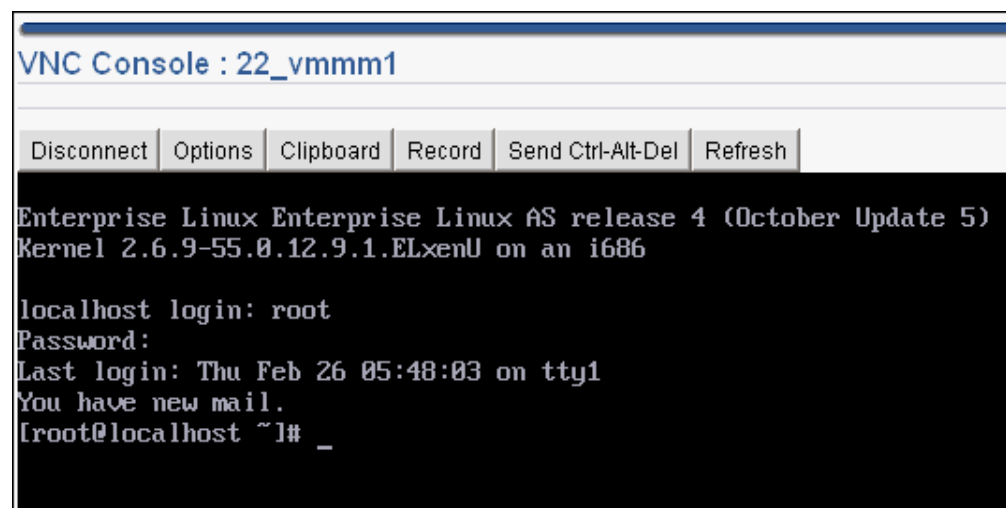 VNC Console : 22_vmmm1
Disconnect Options Clipboard Record Send Ctrl-Alt-Del Refresh
Enterprise Linux Enterprise Linux AS release 4 (October Update 5)
Kernel 2.6.9-55.0.12.9.1.ELxenU on an i686
localhost login: root
Password:
Last login: Thu Feb 26 05:48:03 on tty1
You have new mail.
[root@localhost ~]# _